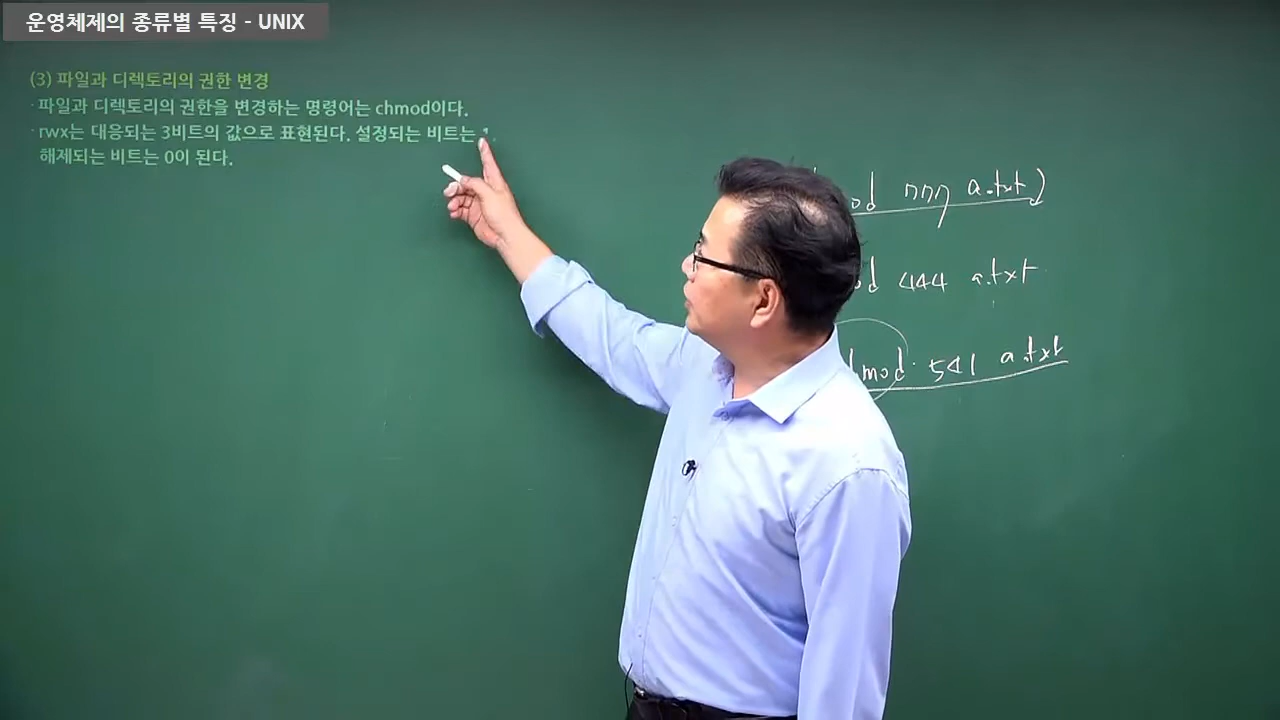 운영체제의 종류별 특징 - UNIX
(3) 파일과 디렉토리의 권한 변경
· 파일과 디렉토리의 권한을 변경하는 명령어는 chmod이다.
· rwx는 대응되는 3비트의 값으로 표현된다. 설정되는 비트는 1,
해제되는 비트는 0이 된다.
od 777 a.txt
od 444 a.txt
mod 541 a.txt